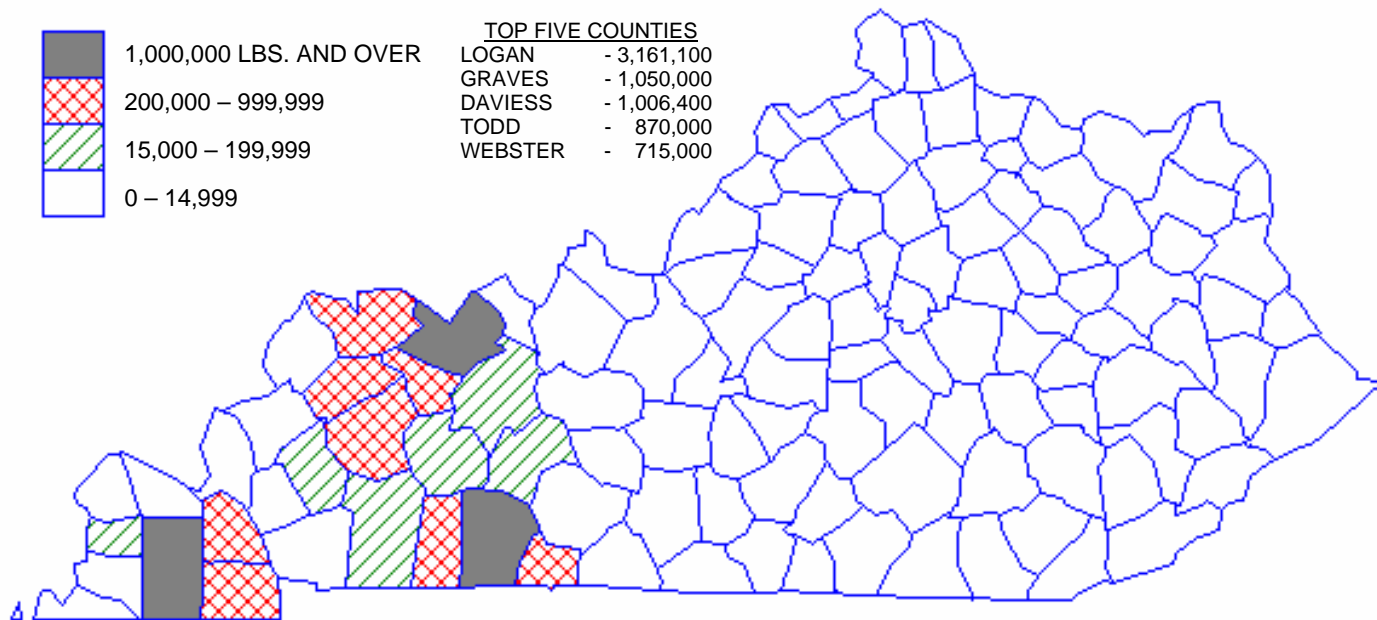 1,000,000 LBS. AND OVER
200,000 – 999,999
15,000 – 199,999
0 – 14,999
TOP FIVE COUNTIES
LOGAN - 3,161,100
GRAVES - 1,050,000
DAVIESS - 1,006,400
TODD - 870,000
WEBSTER - 715,000